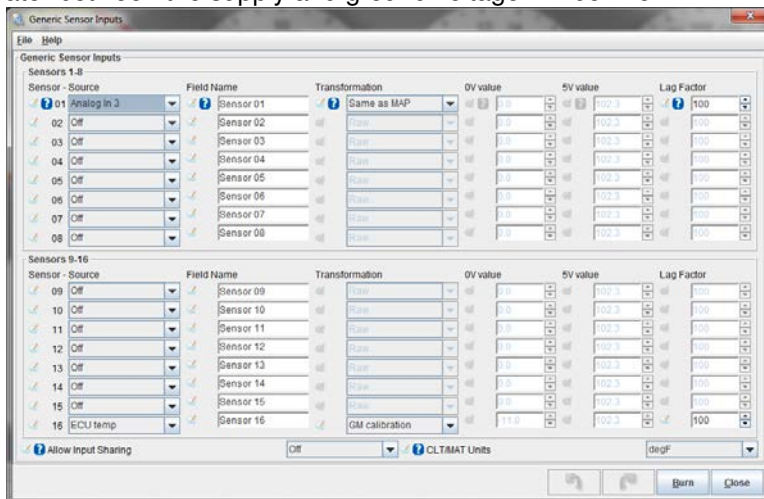 Generic Sensor Inputs
File Help
Generic Sensor Inputs
Sensors 1-8
Sensor - Source Field Name Transformation 0V value 5V value Lag Factor
01 Analog In 3 Sensor 01 Same as MAP 0.0 102.3 100
02 Off Sensor 02 Raw 0.0 102.3 100
03 Off Sensor 03 Raw 0.0 102.3 100
04 Off Sensor 04 Raw 0.0 102.3 100
05 Off Sensor 05 Raw 0.0 102.3 100
06 Off Sensor 06 Raw 0.0 102.3 100
07 Off Sensor 07 Raw 0.0 102.3 100
08 Off Sensor 08 Raw 0.0 102.3 100
Sensors 9-16
Sensor - Source Field Name Transformation 0V value 5V value Lag Factor
09 Off Sensor 09 Raw 0.0 102.3 100
10 Off Sensor 10 Raw 0.0 102.3 100
11 Off Sensor 11 Raw 0.0 102.3 100
12 Off Sensor 12 Raw 0.0 102.3 100
13 Off Sensor 13 Raw 0.0 102.3 100
14 Off Sensor 14 Raw 0.0 102.3 100
15 Off Sensor 15 Raw 0.0 102.3 100
16 ECU temp Sensor 16 GM calibration 11.0 102.3 100
Allow Input Sharing Off CLT/MAT Units degF
Burn Close